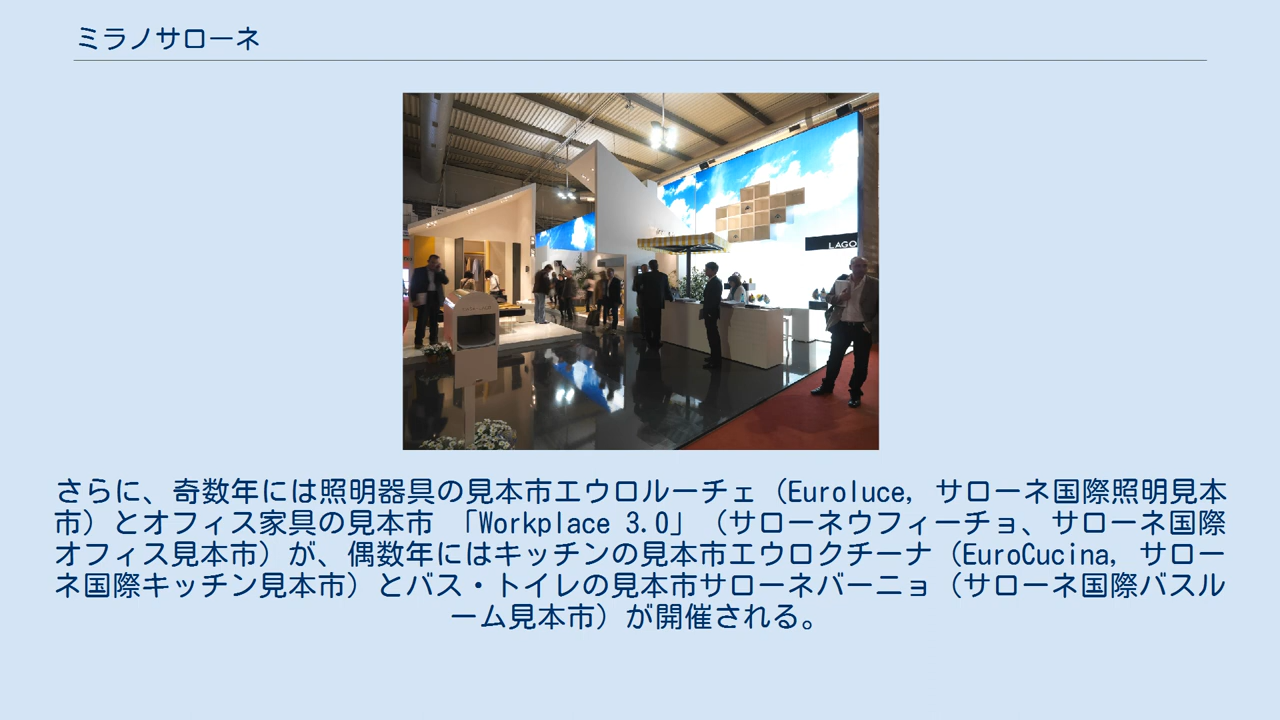 ミラノサローネ
LAGO
さらに、奇数年には照明器具の見本市エウロルーチェ（Euroluce, サローネ国際照明見本
市）とオフィス家具の見本市 「Workplace 3.0」（サローネウフィーチョ、サローネ国際
オフィス見本市）が、偶数年にはキッチンの見本市エウロクチーナ（EuroCucina, サロー
ネ国際キッチン見本市）とバス・トイレの見本市サローネバーニョ（サローネ国際バスル
ーム見本市）が開催される。